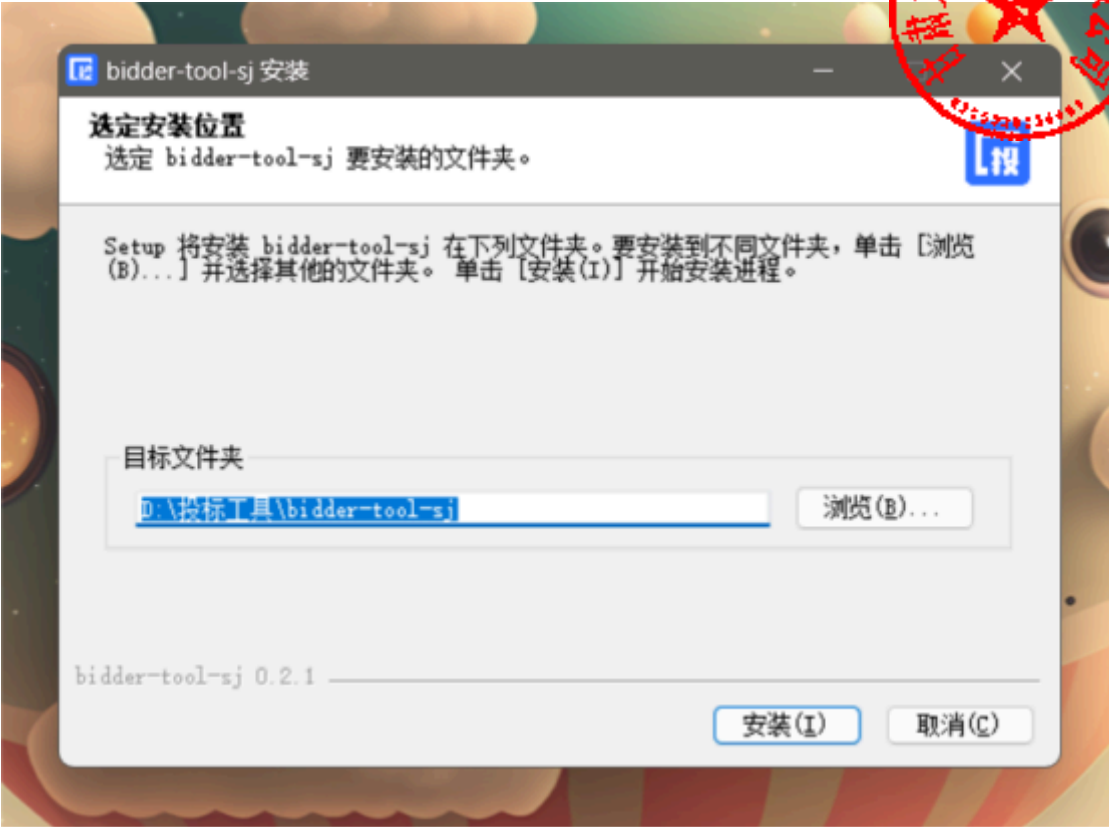 bidder-tool-sj 安装
选定安装位置
选定 bidder-tool-sj 要安装的文件夹。
投
Setup 将安装 bidder-tool-sj 在下列文件夹。要安装到不同文件夹，单击 [浏览
(B)...] 并选择其他的文件夹。 单击 [安装(I)] 开始安装进程。
目标文件夹
D:\投标工具\bidder-tool-sj
浏览(B)...
bidder-tool-sj 0.2.1
安装(I)
取消(C)